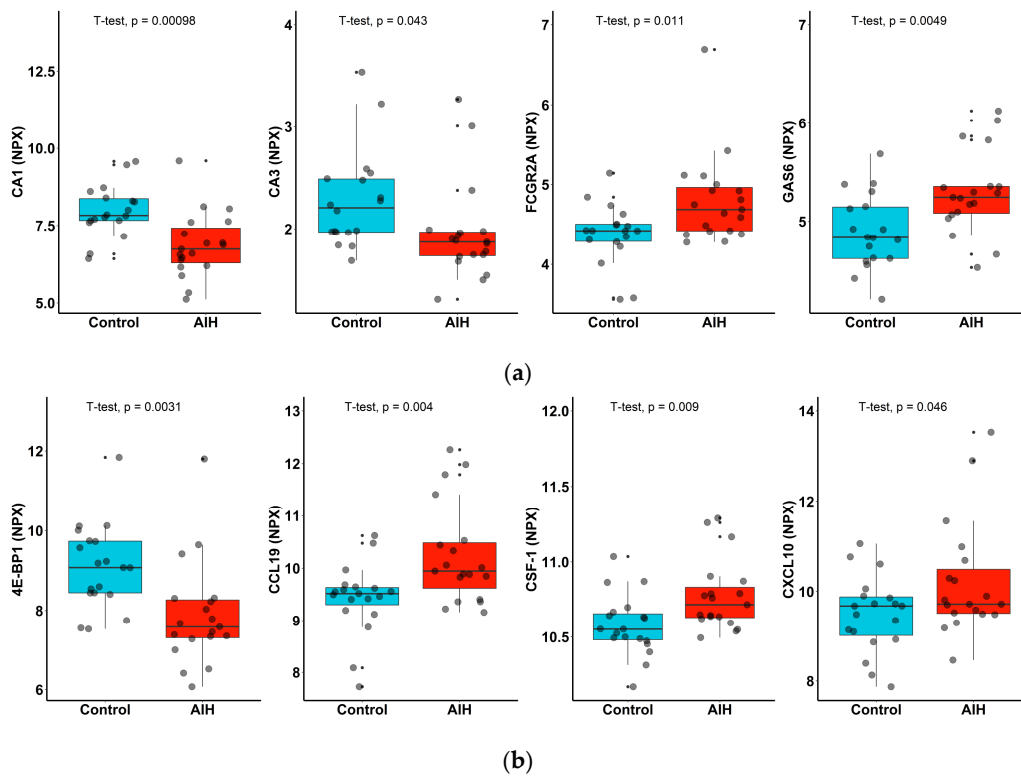 T-test, p = 0.00098
CA1 (NPX)
12.5
10.0
7.5
5.0
Control AIH
T-test, p = 0.043
CA3 (NPX)
4
3
2
Control AIH
T-test, p = 0.011
FCGR2A (NPX)
7
6
5
4
Control AIH
T-test, p = 0.0049
GAS6 (NPX)
6
5
Control AIH
(a)
T-test, p = 0.0031
4E-BP1 (NPX)
12
10
8
6
Control AIH
T-test, p = 0.004
CCL19 (NPX)
13
12
11
10
9
8
Control AIH
T-test, p = 0.009
CSF-1 (NPX)
12.0
11.5
11.0
10.5
Control AIH
T-test, p = 0.046
CXCL10 (NPX)
14
12
10
8
Control AIH
(b)